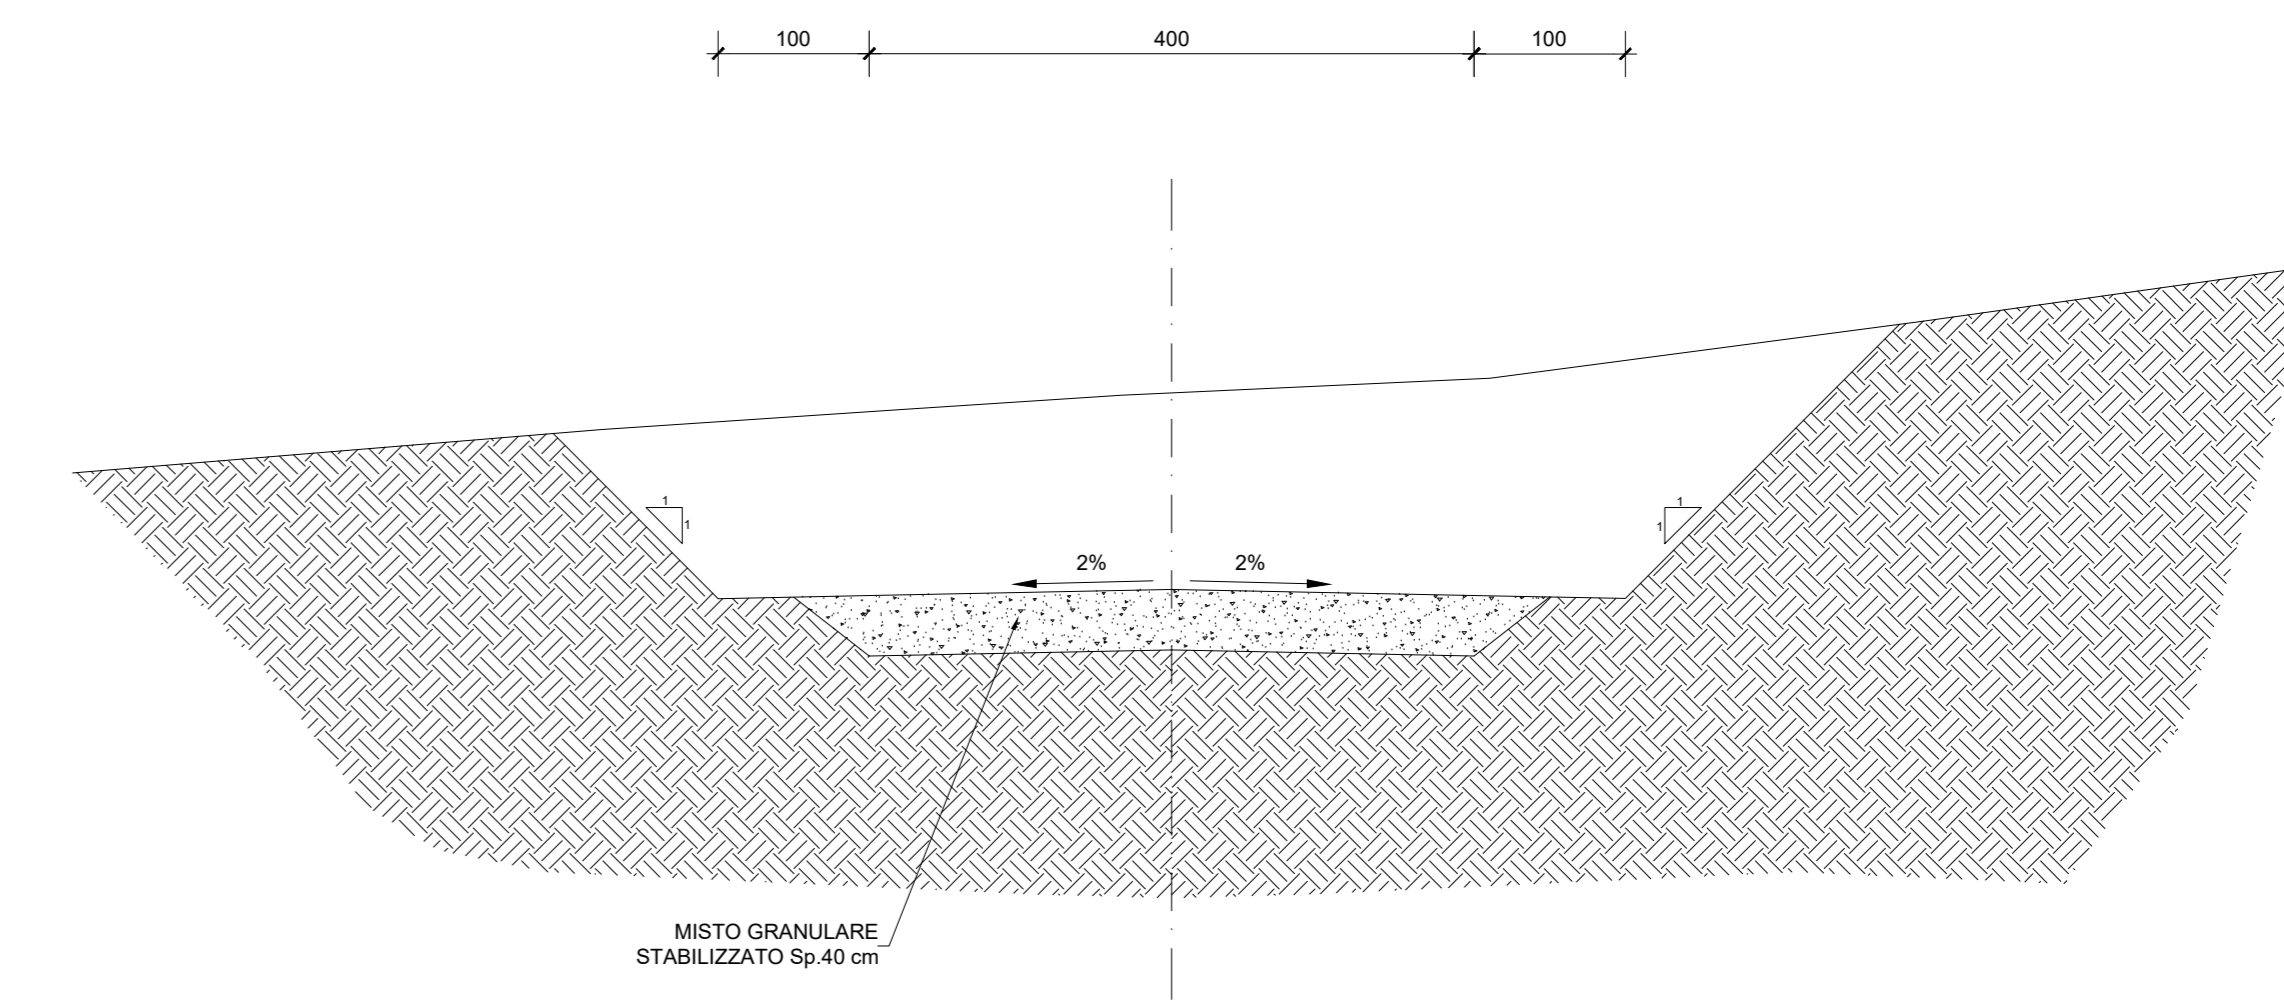 100 400 100
1 1
1 1
2% 2%
MISTO GRANULARE
STABILIZZATO Sp.40 cm